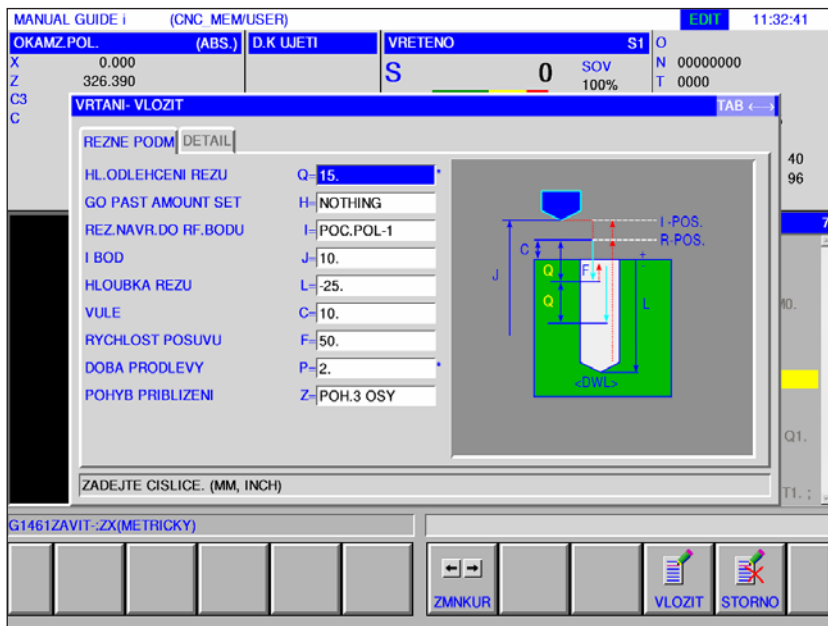 MANUAL GUIDE i (CNC_MEM/USER) EDIT 11:32:41
OKAMZ.POL. (ABS.) D.K UJETI VRETENO S1 O
X 0.000
Z 326.390
C3
C
S 0 SOV 100%
N 00000000
T 0000
VRTANI- VLOZIT TAB <---->
REZNE PODM DETAIL
HL.ODLEHCENI REZU Q= 15. *
GO PAST AMOUNT SET H= NOTHING
REZ.NAVR.DO RF.BODU I= POC.POL-1
I BOD J= 10.
HLOUBKA REZU L= -25.
VULE C= 10.
RYCHLOST POSUVU F= 50.
DOBA PRODLEVY P= 2. *
POHYB PRIBLIZENI Z= POH.3 OSY
I-POS.
R-POS.
C
J
Q
F
+
-
Q
L
<DWL>
40
96
7
M0.
Q1.
T1. ;
ZADEJTE CISLICE. (MM, INCH)
G1461ZAVIT-:ZX(METRICKY)
ZMNKUR VLOZIT STORNO